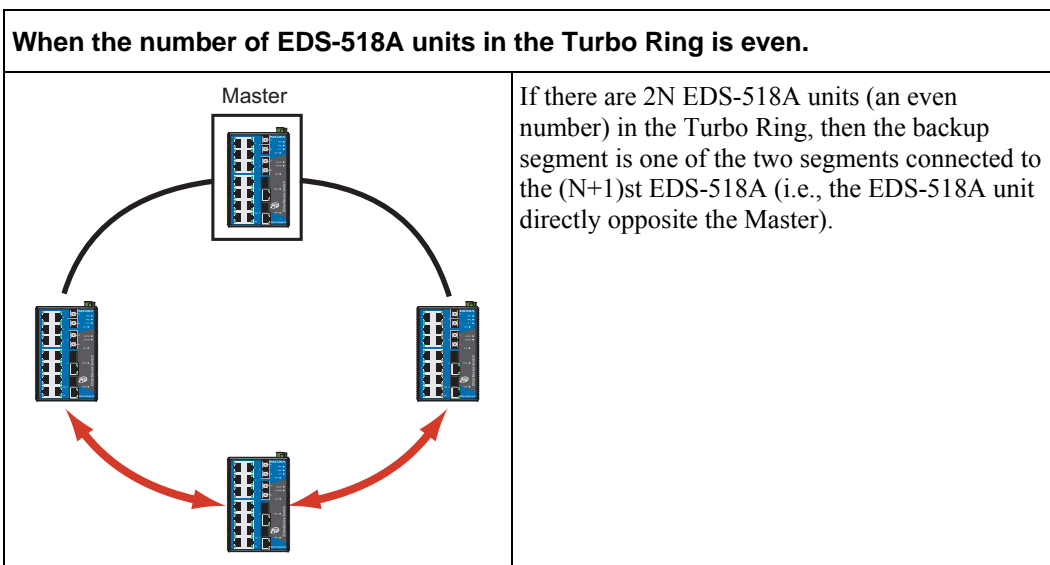 When the number of EDS-518A units in the Turbo Ring is even.
Master
If there are 2N EDS-518A units (an even
number) in the Turbo Ring, then the backup
segment is one of the two segments connected to
the (N+1)st EDS-518A (i.e., the EDS-518A unit
directly opposite the Master).